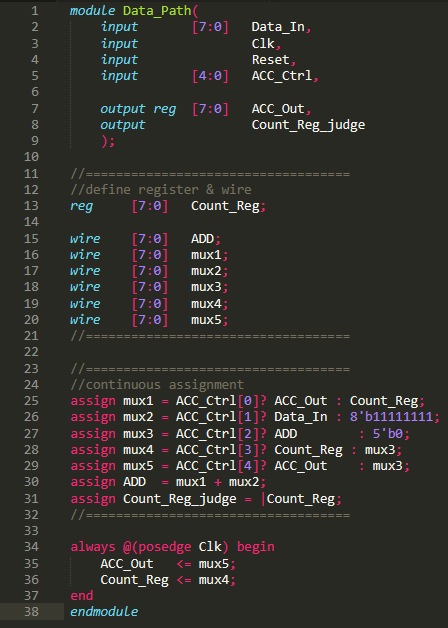 1 module Data_Path(
2 input [7:0] Data_In,
3 input Clk,
4 input Reset,
5 input [4:0] ACC_Ctrl,
6
7 output reg [7:0] ACC_Out,
8 output Count_Reg_judge
9 );
10
11 //===================================
12 //define register & wire
13 reg [7:0] Count_Reg;
14
15 wire [7:0] ADD;
16 wire [7:0] mux1;
17 wire [7:0] mux2;
18 wire [7:0] mux3;
19 wire [7:0] mux4;
20 wire [7:0] mux5;
21 //===================================
22
23 //===================================
24 //continuous assignment
25 assign mux1 = ACC_Ctrl[0]? ACC_Out : Count_Reg;
26 assign mux2 = ACC_Ctrl[1]? Data_In : 8'b11111111;
27 assign mux3 = ACC_Ctrl[2]? ADD : 5'b0;
28 assign mux4 = ACC_Ctrl[3]? Count_Reg : mux3;
29 assign mux5 = ACC_Ctrl[4]? ACC_Out : mux3;
30 assign ADD = mux1 + mux2;
31 assign Count_Reg_judge = |Count_Reg;
32 //===================================
33
34 always @(posedge Clk) begin
35 ACC_Out <= mux5;
36 Count_Reg <= mux4;
37 end
38 endmodule